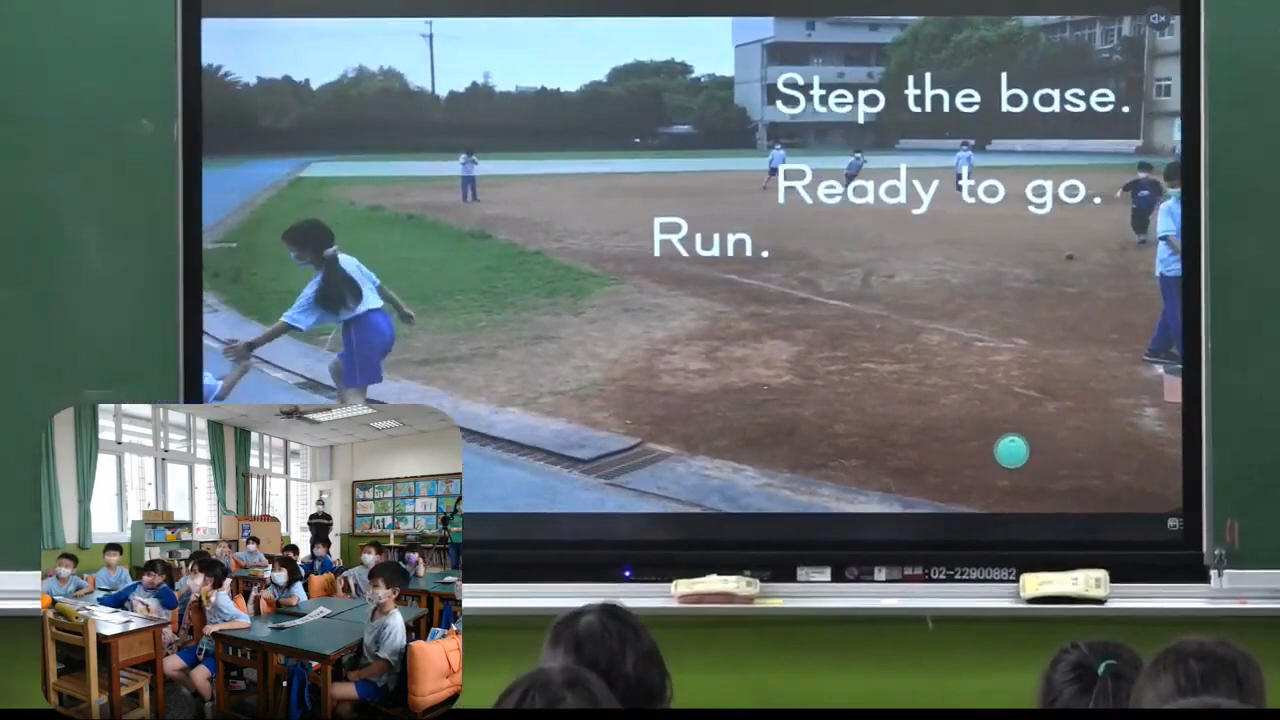 Step the base.
Ready to go.
Run.
:02-22900882